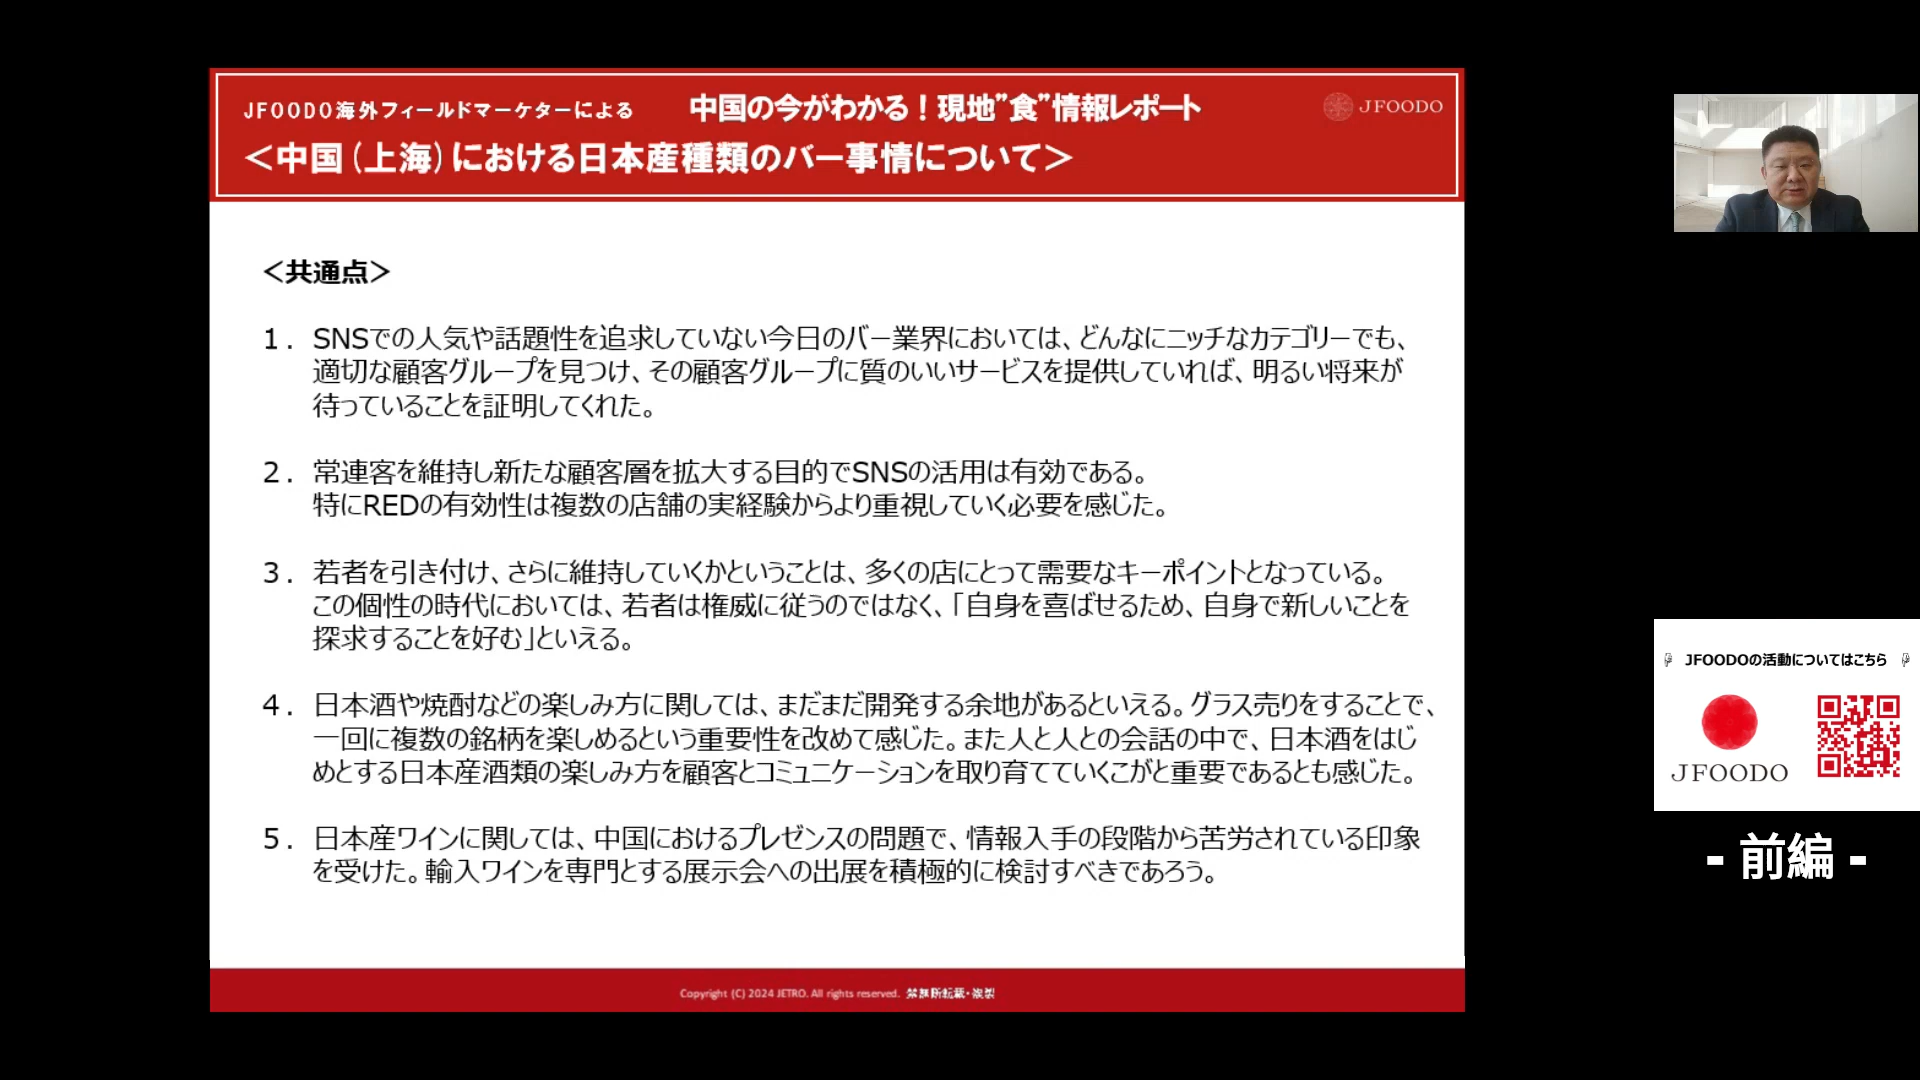 JFOODO海外フィールドマーケターによる 中国の今がわかる！現地”食”情報レポート
JFOODO
＜中国（上海）における日本産種類のバー事情について＞
＜共通点＞
１．SNSでの人気や話題性を追求していない今日のバー業界においては、どんなにニッチなカテゴリーでも、
適切な顧客グループを見つけ、その顧客グループに質のいいサービスを提供していれば、明るい将来が
待っていることを証明してくれた。
２．常連客を維持し新たな顧客層を拡大する目的でSNSの活用は有効である。
特にREDの有効性は複数の店舗の実経験からより重視していく必要を感じた。
３．若者を引き付け、さらに維持していくかということは、多くの店にとって需要なキーポイントとなっている。
この個性の時代においては、若者は権威に従うのではなく、「自身を喜ばせるため、自身で新しいことを
探求することを好む」といえる。
４．日本酒や焼酎などの楽しみ方に関しては、まだまだ開発する余地があるといえる。グラス売りをすることで、
一回に複数の銘柄を楽しめるという重要性を改めて感じた。また人と人との会話の中で、日本酒をはじ
めとする日本産酒類の楽しみ方を顧客とコミュニケーションを取り育てていくこがと重要であるとも感じた。
５．日本産ワインに関しては、中国におけるプレゼンスの問題で、情報入手の段階から苦労されている印象
を受けた。輸入ワインを専門とする展示会への出展を積極的に検討すべきであろう。
Copyright (C) 2024 JETRO. All rights reserved. 禁無断転載・複製
JFOODOの活動についてはこちら
JFOODO
- 前編 -